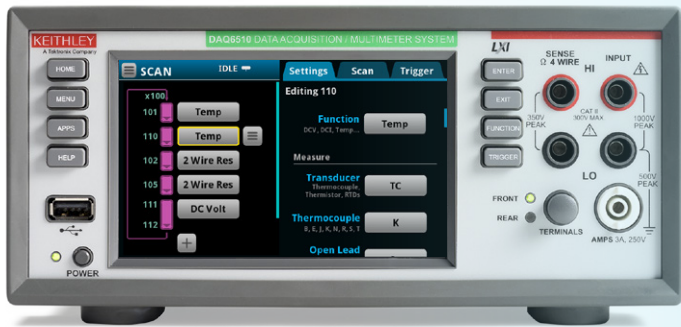 KEITHLEY
A Tektronix Company
DAQ6510 DATA ACQUISITION / MULTIMETER SYSTEM
LXI
HOME
MENU
APPS
HELP
POWER
SCAN
IDLE
x100
101 Temp
110 Temp
102 2 Wire Res
105 2 Wire Res
111 DC Volt
112
+
Settings Scan Trigger
Editing 110
Function Temp
DCV, DCI, Temp...
Measure
Transducer TC
Thermocouple,
Thermistor, RTDs
Thermocouple K
B, E, J, K, N, R, S, T
Open Lead
ENTER
EXIT
FUNCTION
TRIGGER
SENSE
Ω 4 WIRE
INPUT
HI
350V
PEAK
CAT II
300V MAX
1000V
PEAK
LO
500V
PEAK
FRONT
REAR
TERMINALS
AMPS 3A, 250V